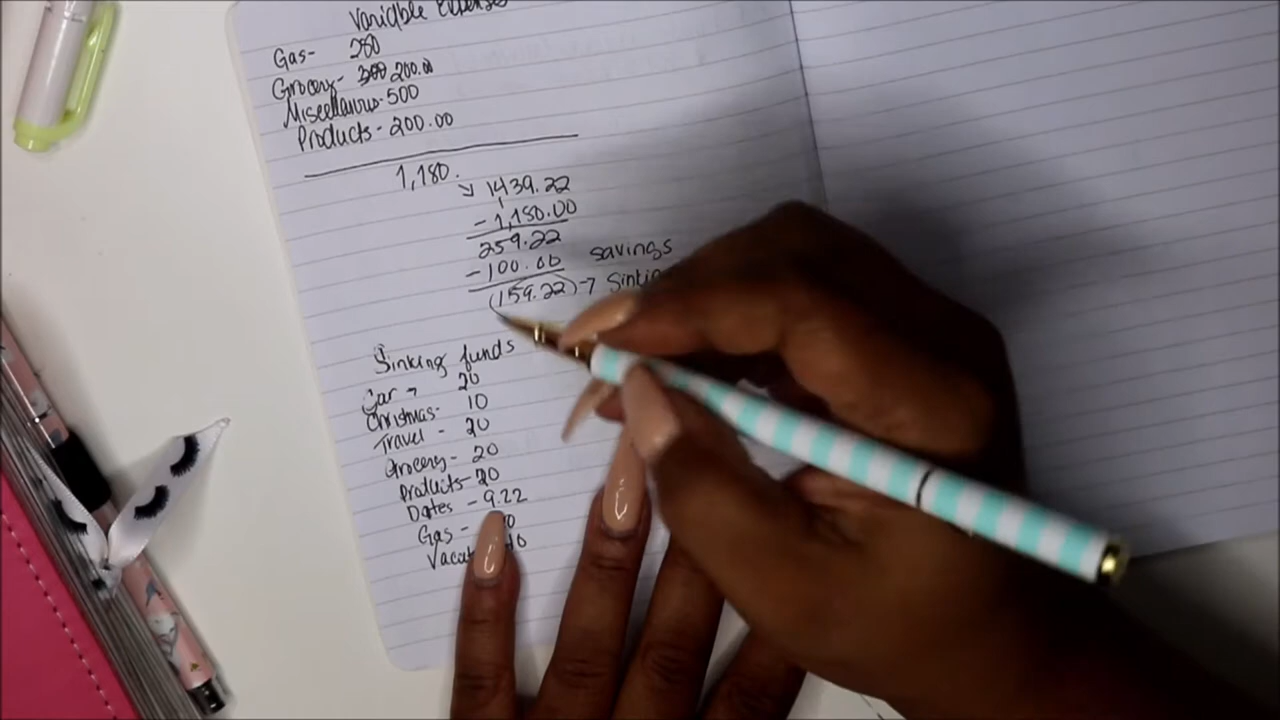 Variable Expenses
Gas- 280
Grocery- 300 200.00
Miscellanus-500
Products- 200.00
1,180.
1439.22
- 1,180.00
259.22
-100.00 savings
(159.22)→
Sinking funds
Car → 20
Christmas- 10
Travel - 20
Grocery- 20
Products- 20
Dates - 9.22
Gas -